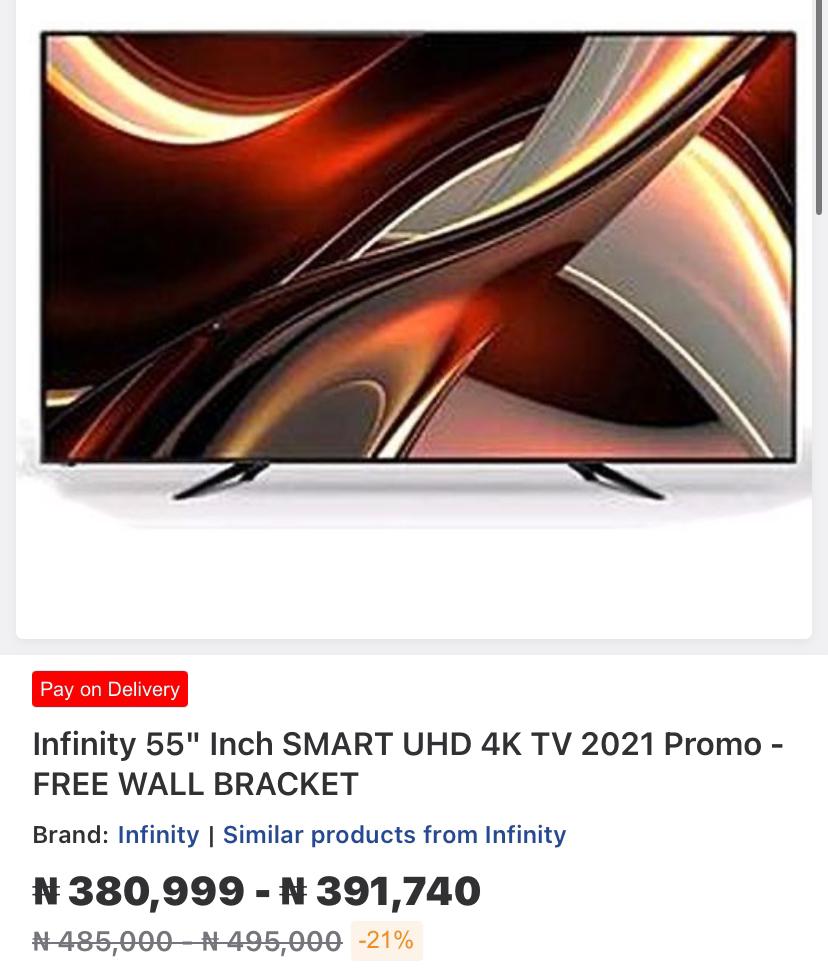 Pay on Delivery
Infinity 55" Inch SMART UHD 4K TV 2021 Promo -
FREE WALL BRACKET
Brand: Infinity | Similar products from Infinity
₦ 380,999 - ₦ 391,740
₦ 485,000 - ₦ 495,000 -21%